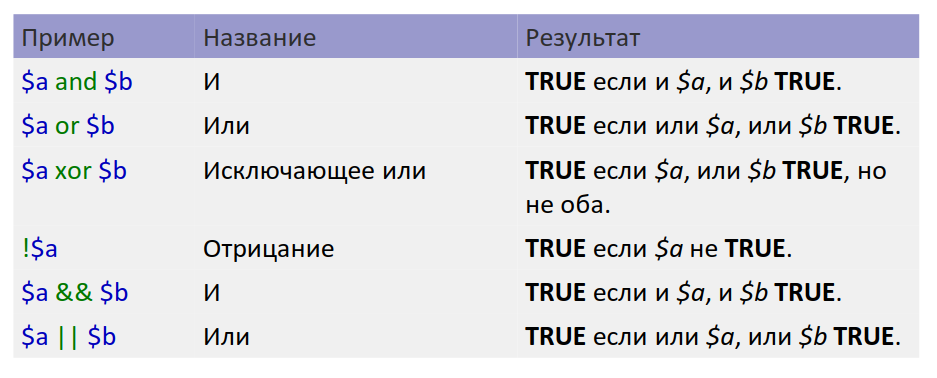 Пример Название Результат
$a and $b И TRUE если и $a, и $b TRUE.
$a or $b Или TRUE если или $a, или $b TRUE.
$a xor $b Исключающее или TRUE если $a, или $b TRUE, но
не оба.
!$a Отрицание TRUE если $a не TRUE.
$a && $b И TRUE если и $a, и $b TRUE.
$a || $b Или TRUE если или $a, или $b TRUE.